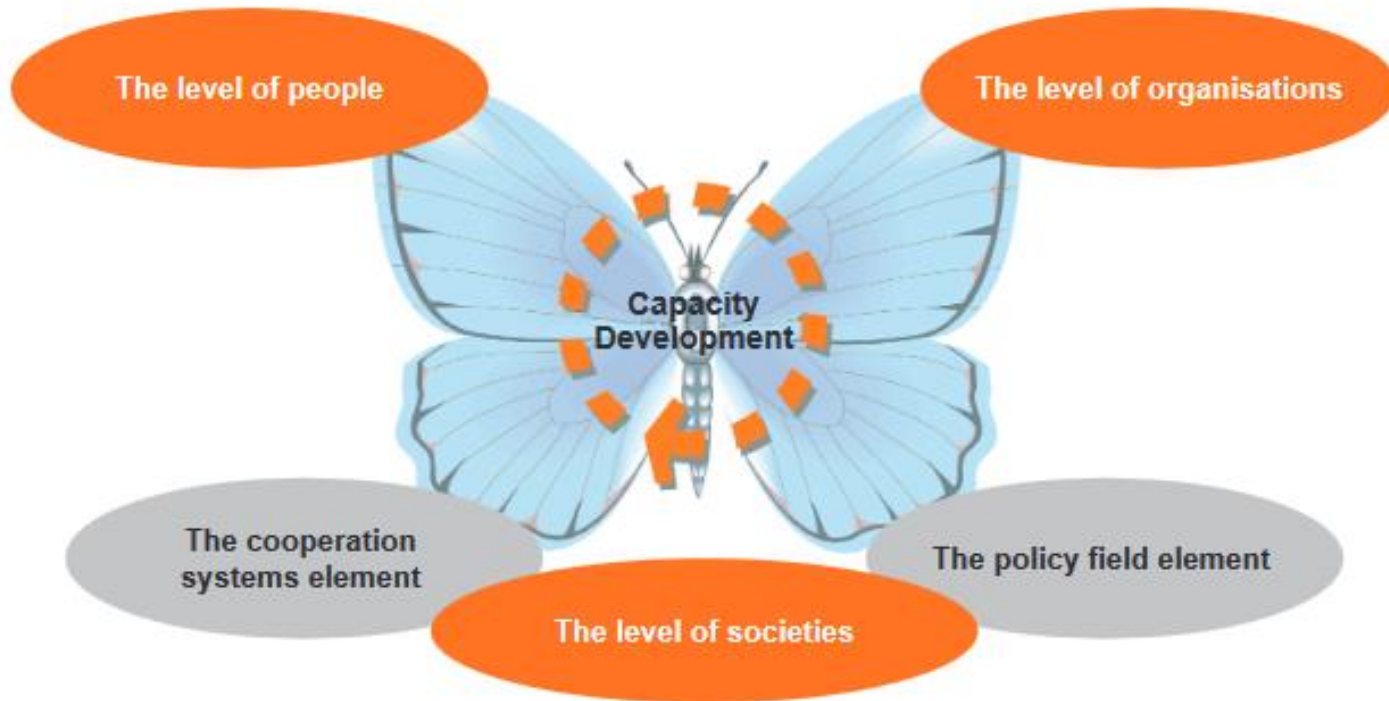 The level of people
The level of organisations
Capacity
Development
The cooperation
systems element
The policy field element
The level of societies